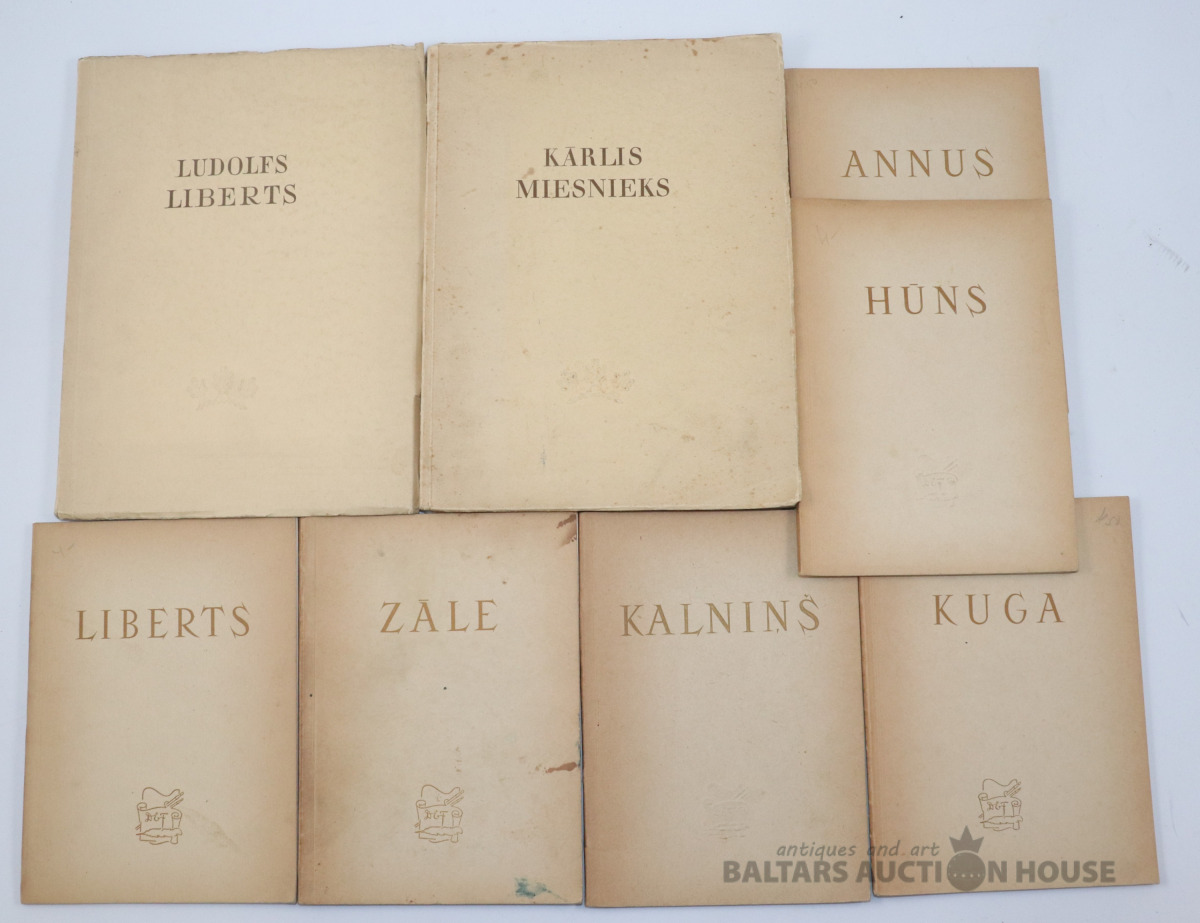 LUDOLFS
LIBERTS
KĀRLIS
MIESNIEKS
ANNUS
HŪNS
LIBERTS
ZĀLE
KALNIŅŠ
KUGA
antiques and art
BALTARS AUCTION HOUSE